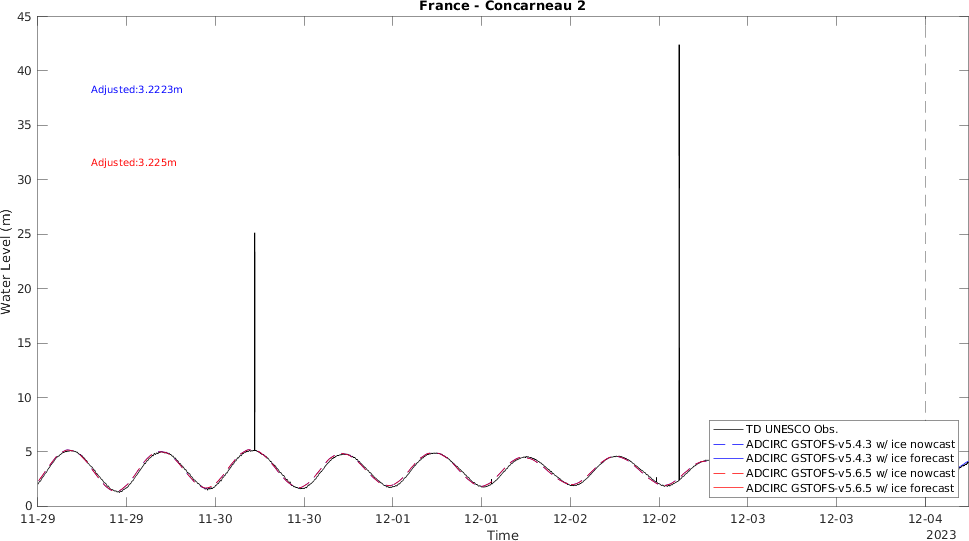 France - Concarneau 2
45
40
35
30
25
20
15
10
5
0
Water Level (m)
Adjusted:3.2223m
Adjusted:3.225m
TD UNESCO Obs.
ADCIRC GSTOFS-v5.4.3 w/ ice nowcast
ADCIRC GSTOFS-v5.4.3 w/ ice forecast
ADCIRC GSTOFS-v5.6.5 w/ ice nowcast
ADCIRC GSTOFS-v5.6.5 w/ ice forecast
11-29 11-29 11-30 11-30 12-01 12-01 12-02 12-02 12-03 12-03 12-04
2023
Time